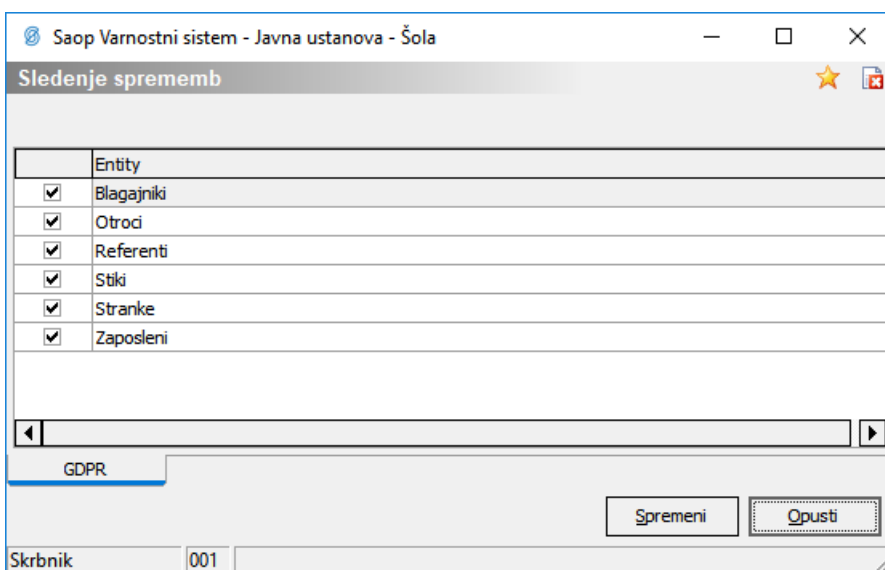 Saop Varnostni sistem - Javna ustanova - Šola
Sledenje sprememb
Entity
Blagajniki
Otroci
Referenti
Stiki
Stranke
Zaposleni
GDPR
Spremeni Opusti
Skrbnik 001